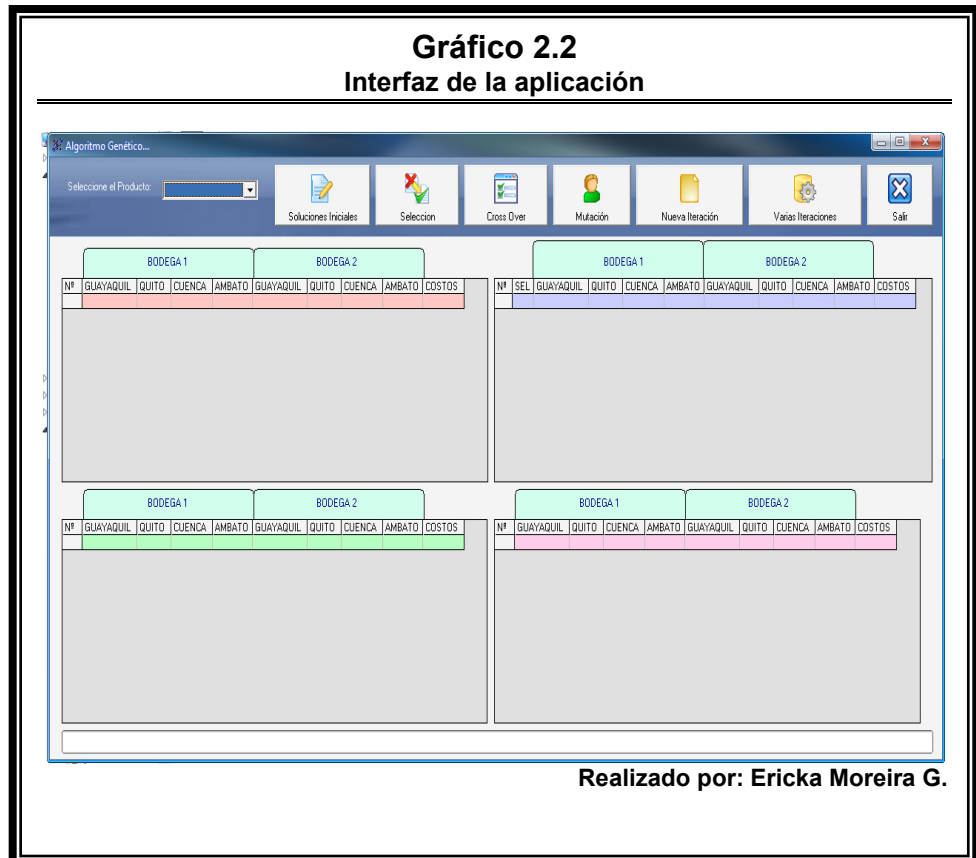 Gráfico 2.2
Interfaz de la aplicación
Algoritmo Genético...
Seleccione el Producto:
Soluciones Iniciales
Seleccion
Cross Over
Mutación
Nueva Iteración
Varias Iteraciones
Salir
BODEGA 1 BODEGA 2
Nº GUAYAQUIL QUITO CUENCA AMBATO GUAYAQUIL QUITO CUENCA AMBATO COSTOS
BODEGA 1 BODEGA 2
Nº SEL GUAYAQUIL QUITO CUENCA AMBATO GUAYAQUIL QUITO CUENCA AMBATO COSTOS
BODEGA 1 BODEGA 2
Nº GUAYAQUIL QUITO CUENCA AMBATO GUAYAQUIL QUITO CUENCA AMBATO COSTOS
BODEGA 1 BODEGA 2
Nº GUAYAQUIL QUITO CUENCA AMBATO GUAYAQUIL QUITO CUENCA AMBATO COSTOS
Realizado por: Ericka Moreira G.